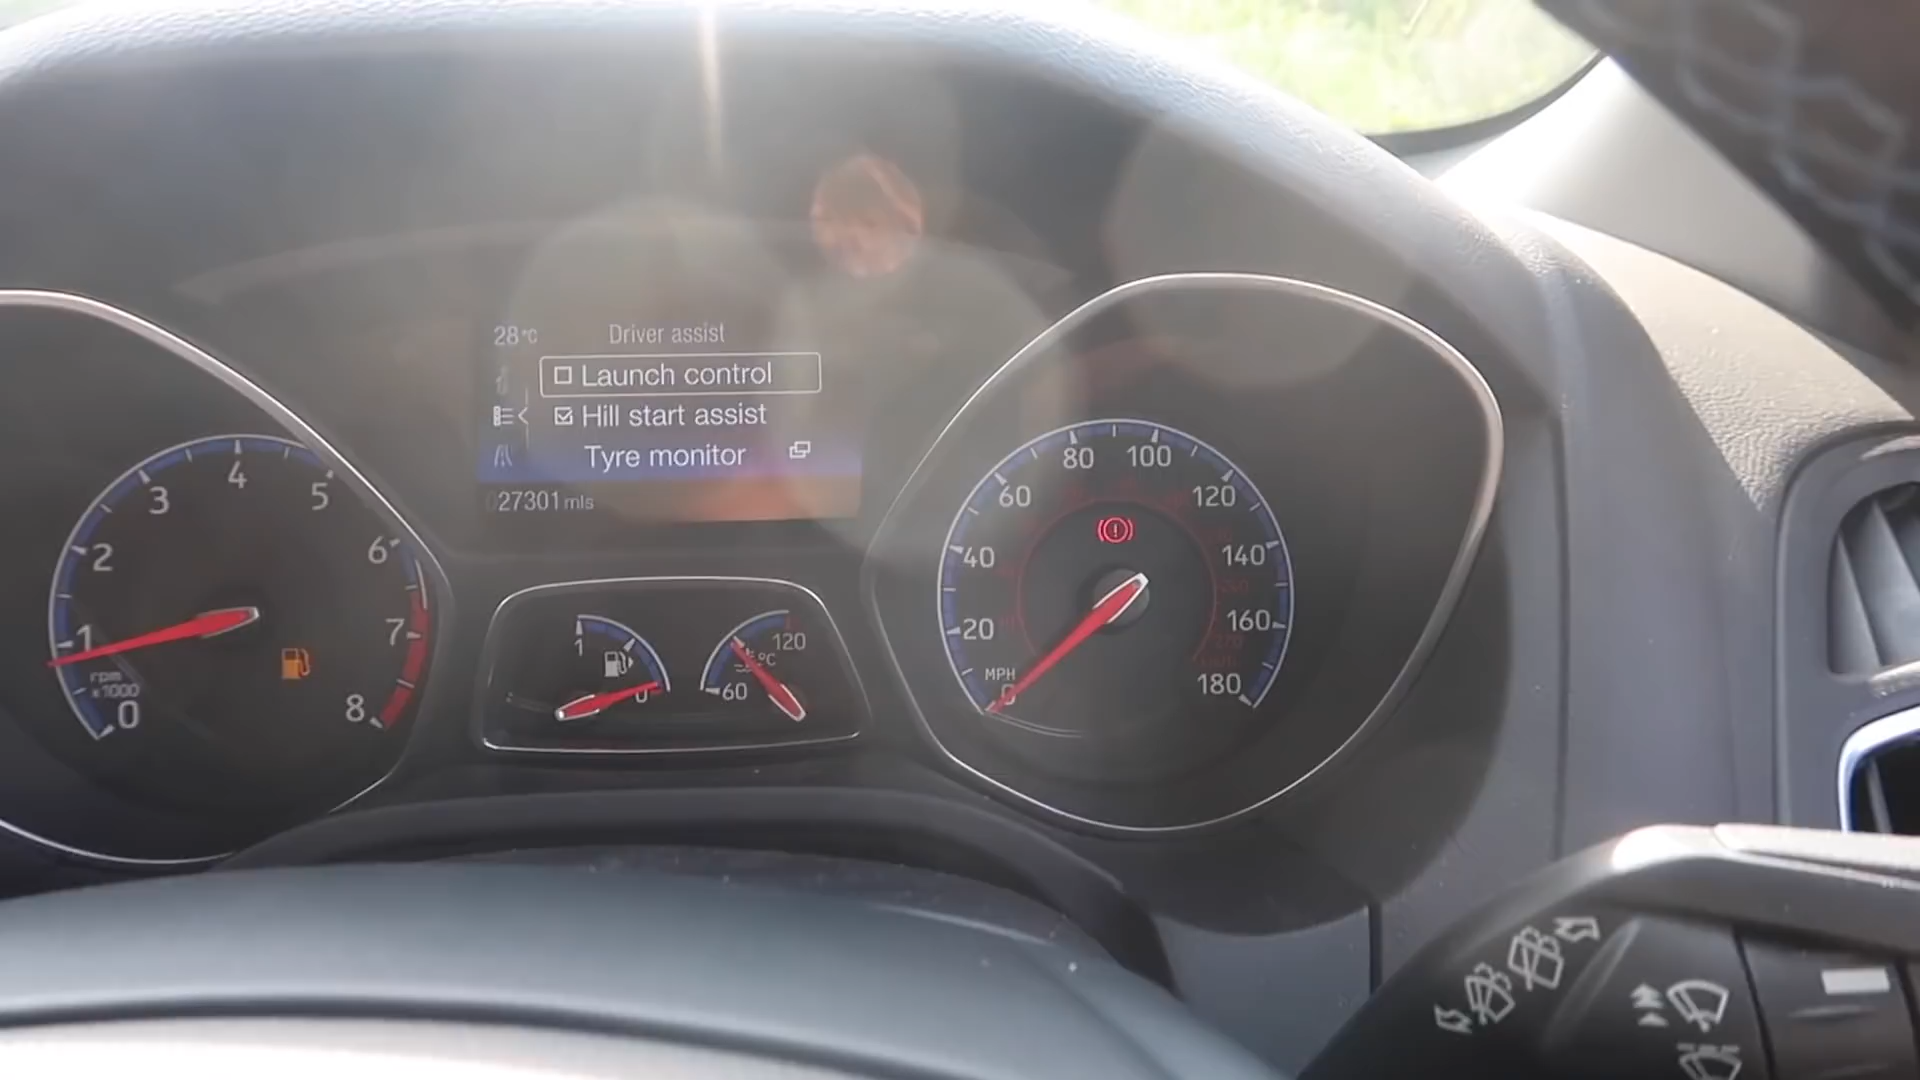 28°C Driver assist
Launch control
Hill start assist
Tyre monitor
27301 mls
0
1
2
3
4
5
6
7
8
rpm
x1000
1
0
60
120
°C
0
20
40
60
80
100
120
140
160
180
MPH